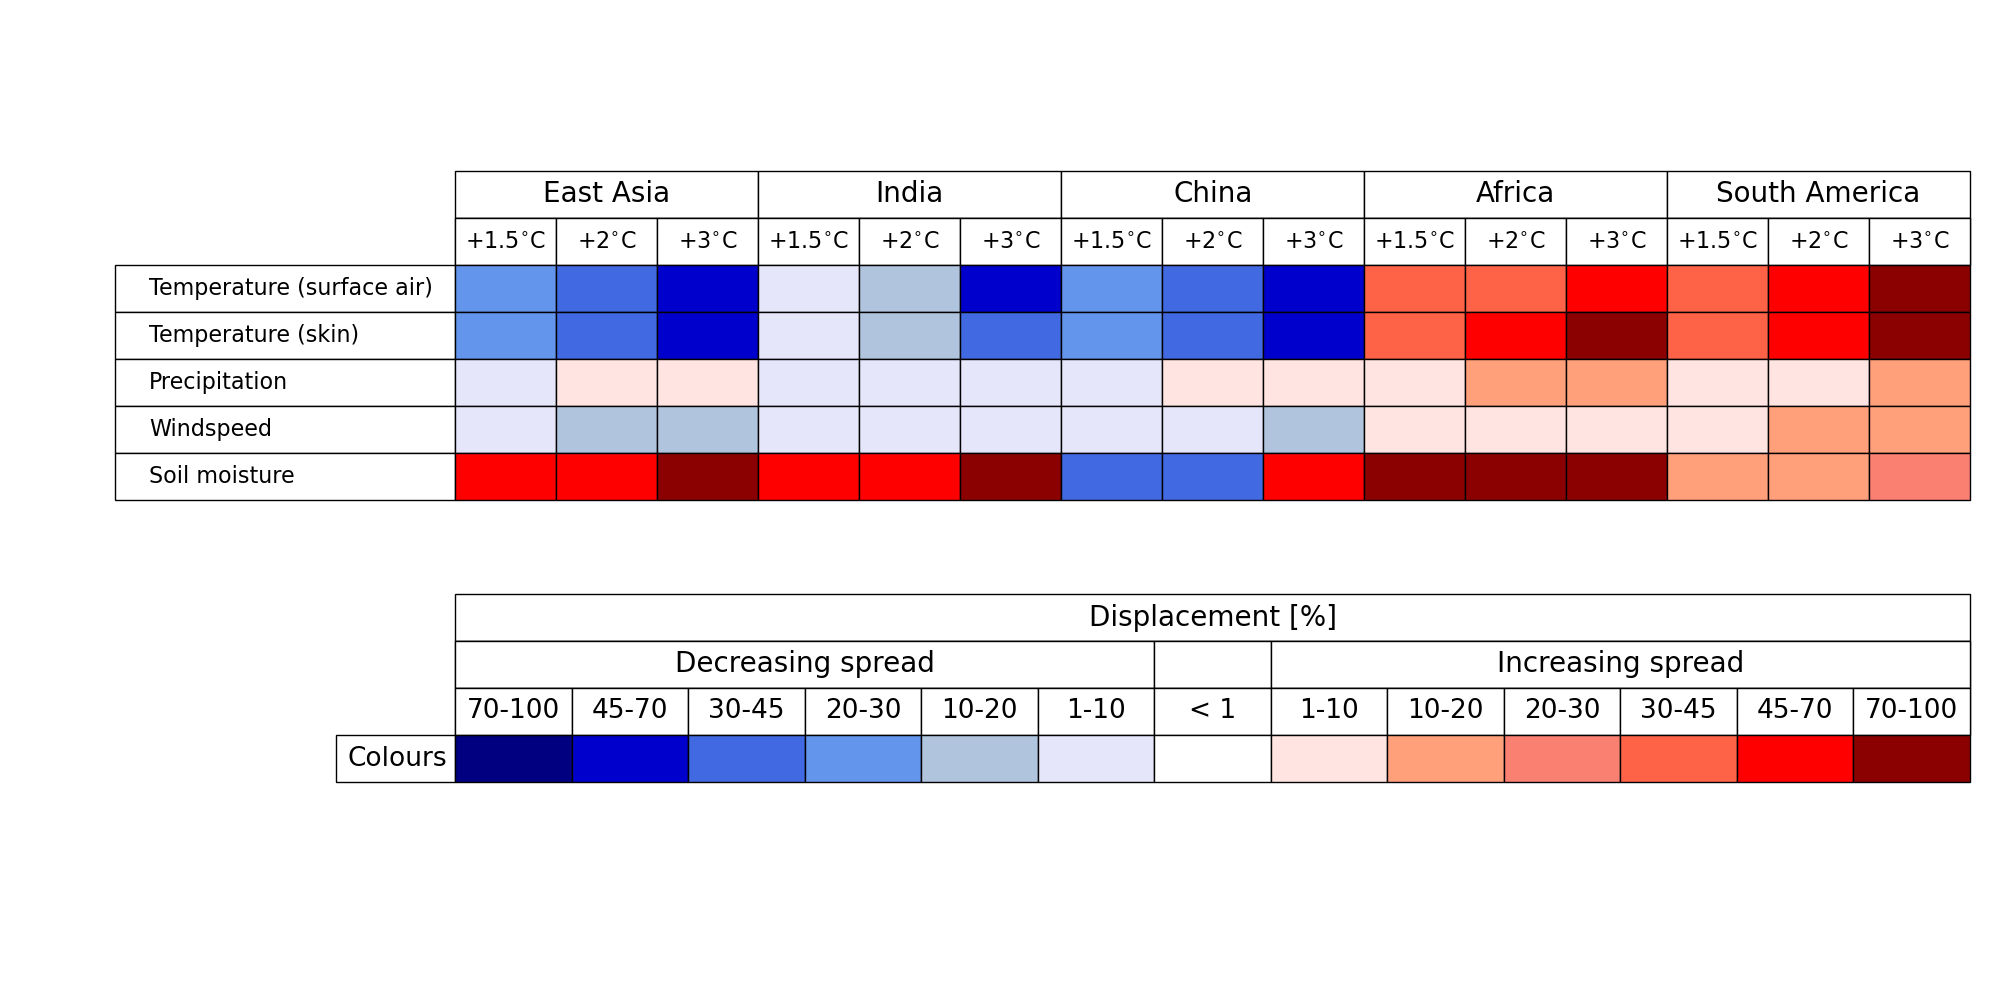 East Asia India China Africa South America
+1.5°C +2°C +3°C +1.5°C +2°C +3°C +1.5°C +2°C +3°C +1.5°C +2°C +3°C +1.5°C +2°C +3°C
Temperature (surface air)
Temperature (skin)
Precipitation
Windspeed
Soil moisture
Displacement [%]
Decreasing spread Increasing spread
70-100 45-70 30-45 20-30 10-20 1-10 < 1 1-10 10-20 20-30 30-45 45-70 70-100
Colours